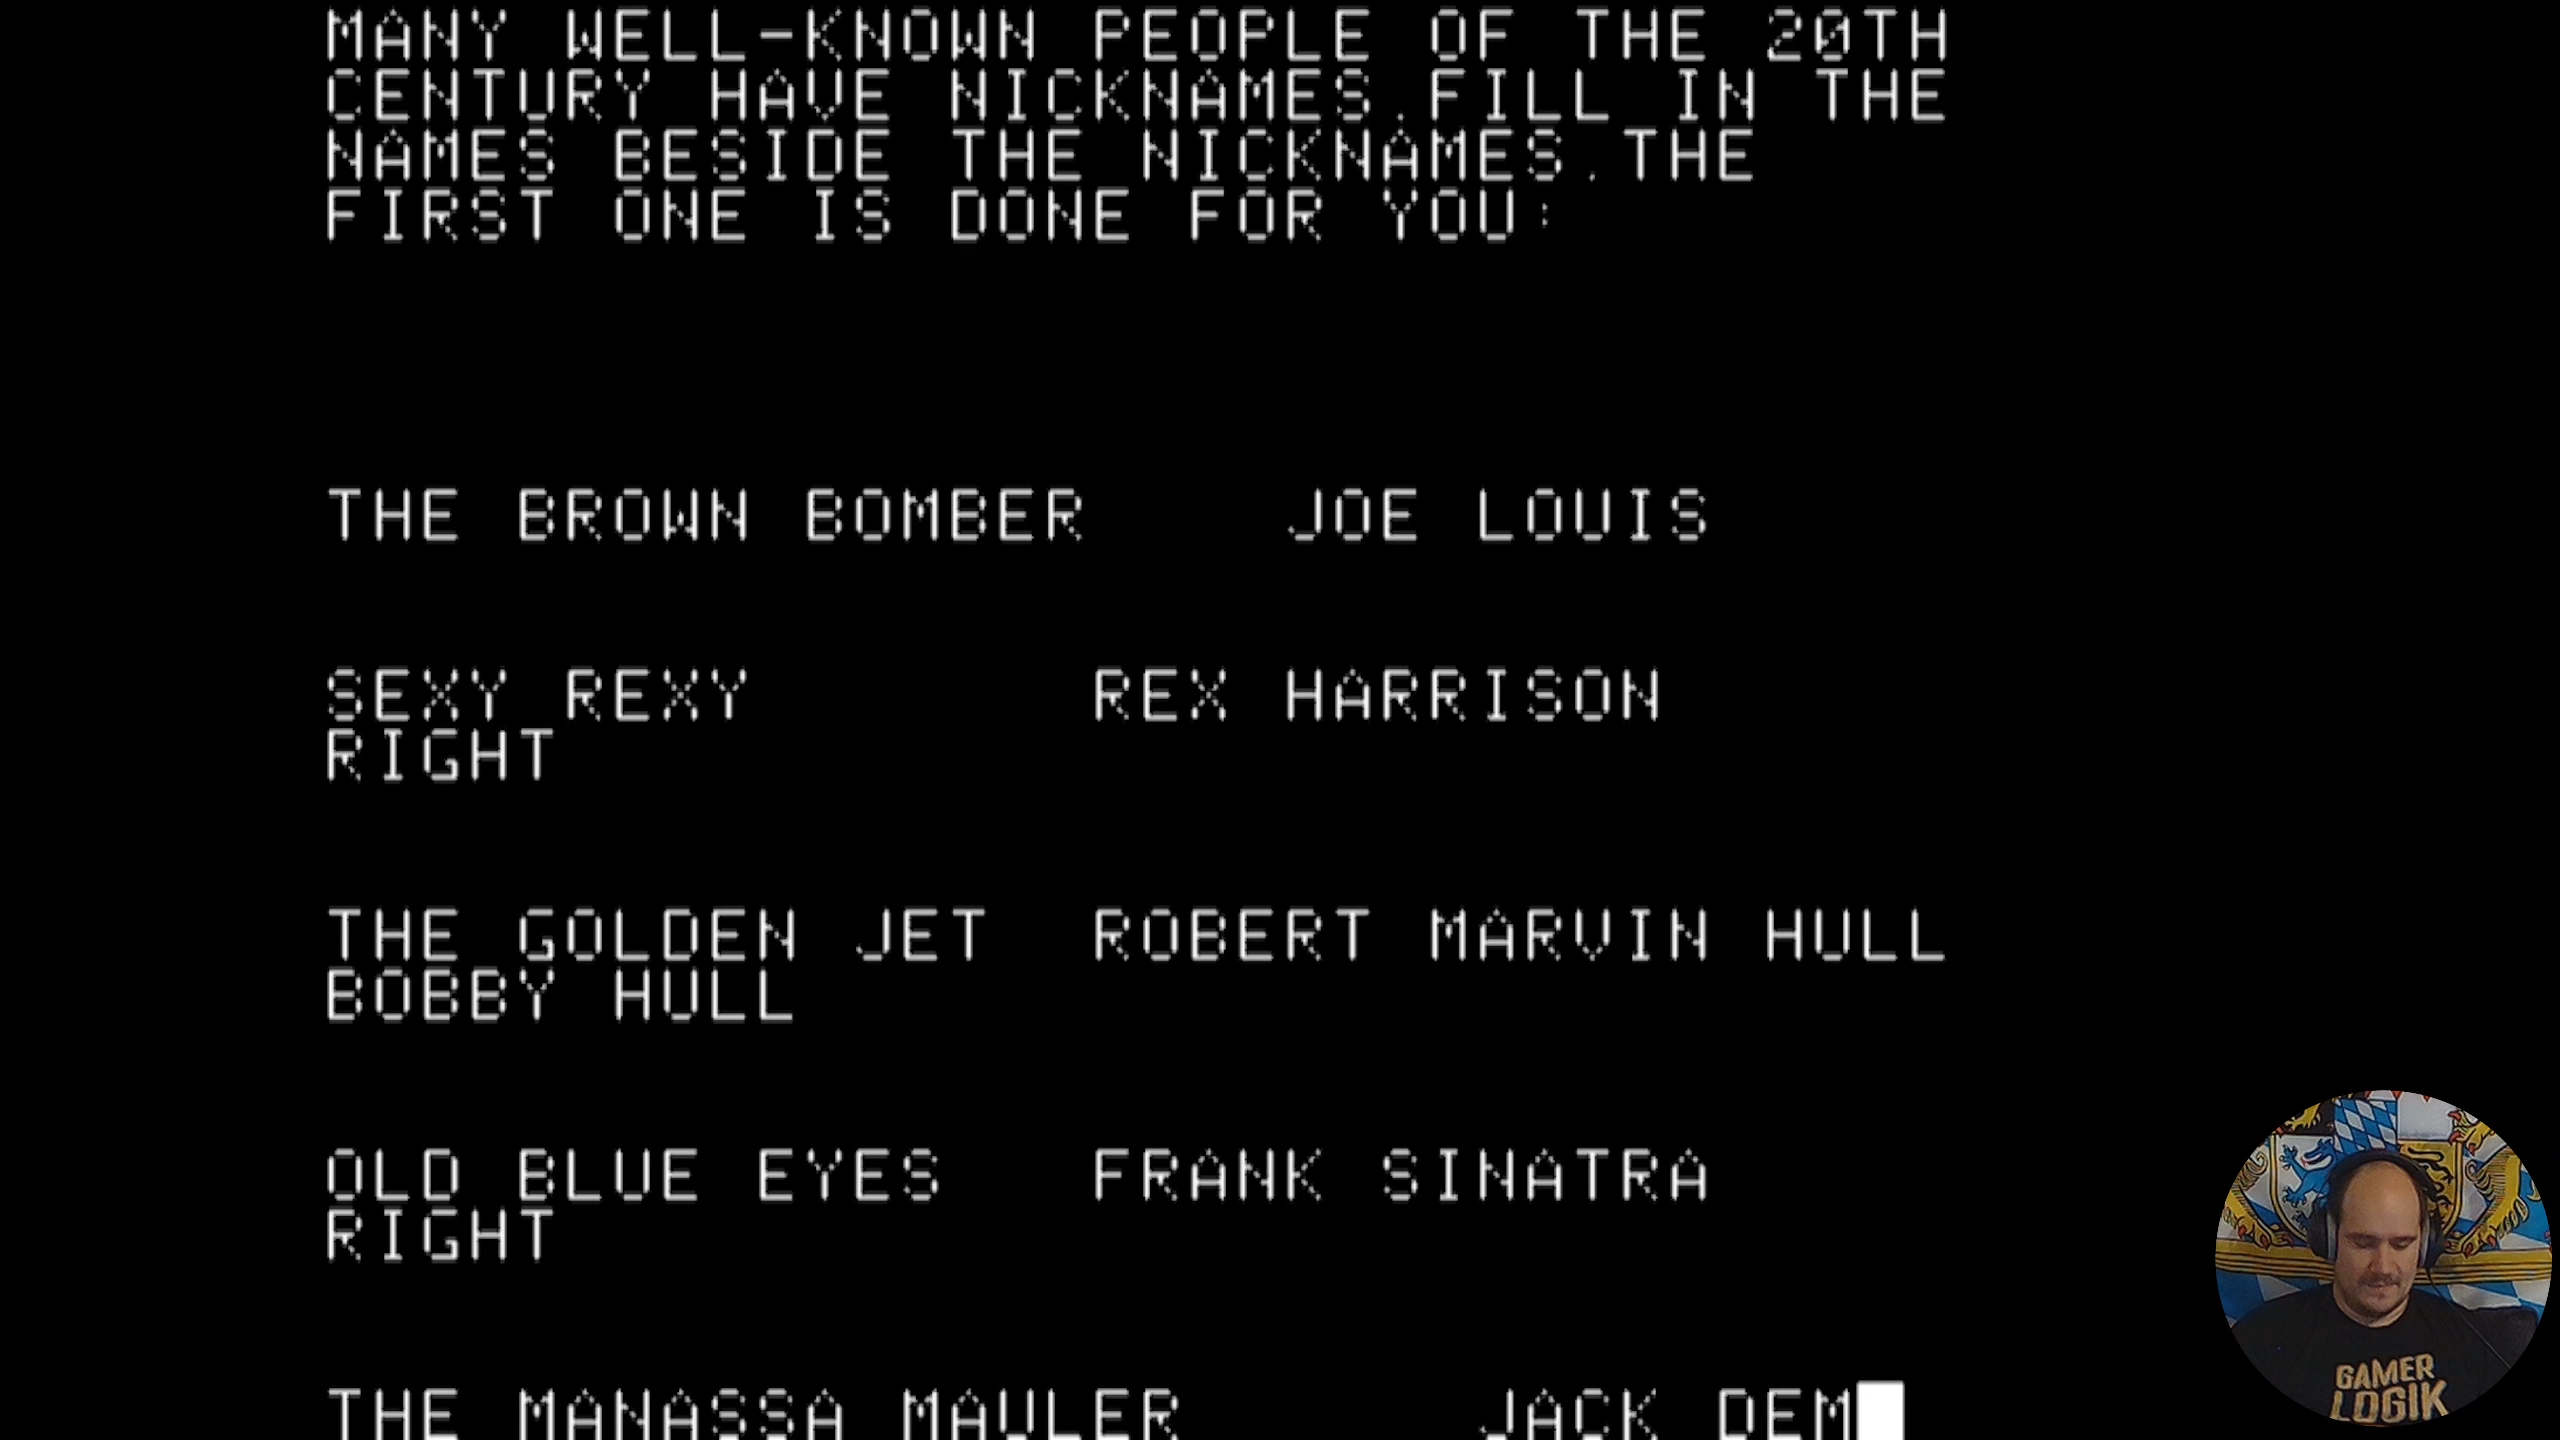 MANY WELL-KNOWN PEOPLE OF THE 20TH
CENTURY HAVE NICKNAMES.FILL IN THE
NAMES BESIDE THE NICKNAMES.THE
FIRST ONE IS DONE FOR YOU:
THE BROWN BOMBER JOE LOUIS
SEXY REXY REX HARRISON
RIGHT
THE GOLDEN JET ROBERT MARVIN HULL
BOBBY HULL
OLD BLUE EYES FRANK SINATRA
RIGHT
THE MANASSA MAULER JACK DEM
GAMER
LOGIK